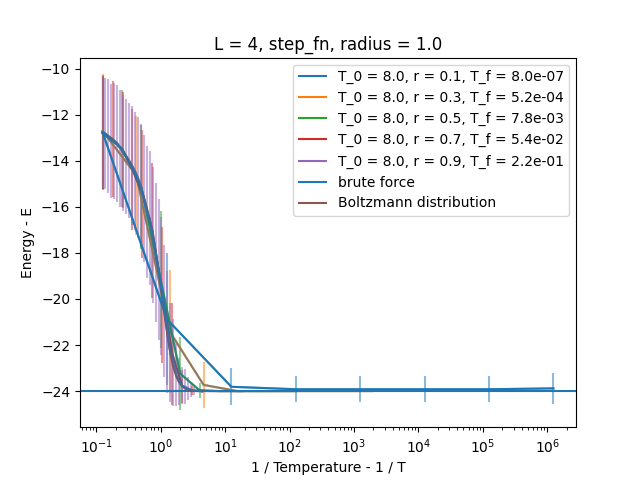 L = 4, step_fn, radius = 1.0
T_0 = 8.0, r = 0.1, T_f = 8.0e-07
T_0 = 8.0, r = 0.3, T_f = 5.2e-04
T_0 = 8.0, r = 0.5, T_f = 7.8e-03
T_0 = 8.0, r = 0.7, T_f = 5.4e-02
T_0 = 8.0, r = 0.9, T_f = 2.2e-01
brute force
Boltzmann distribution
Energy - E
−10
−12
−14
−16
−18
−20
−22
−24
10⁻¹ 10⁰ 10¹ 10² 10³ 10⁴ 10⁵ 10⁶
1 / Temperature - 1 / T